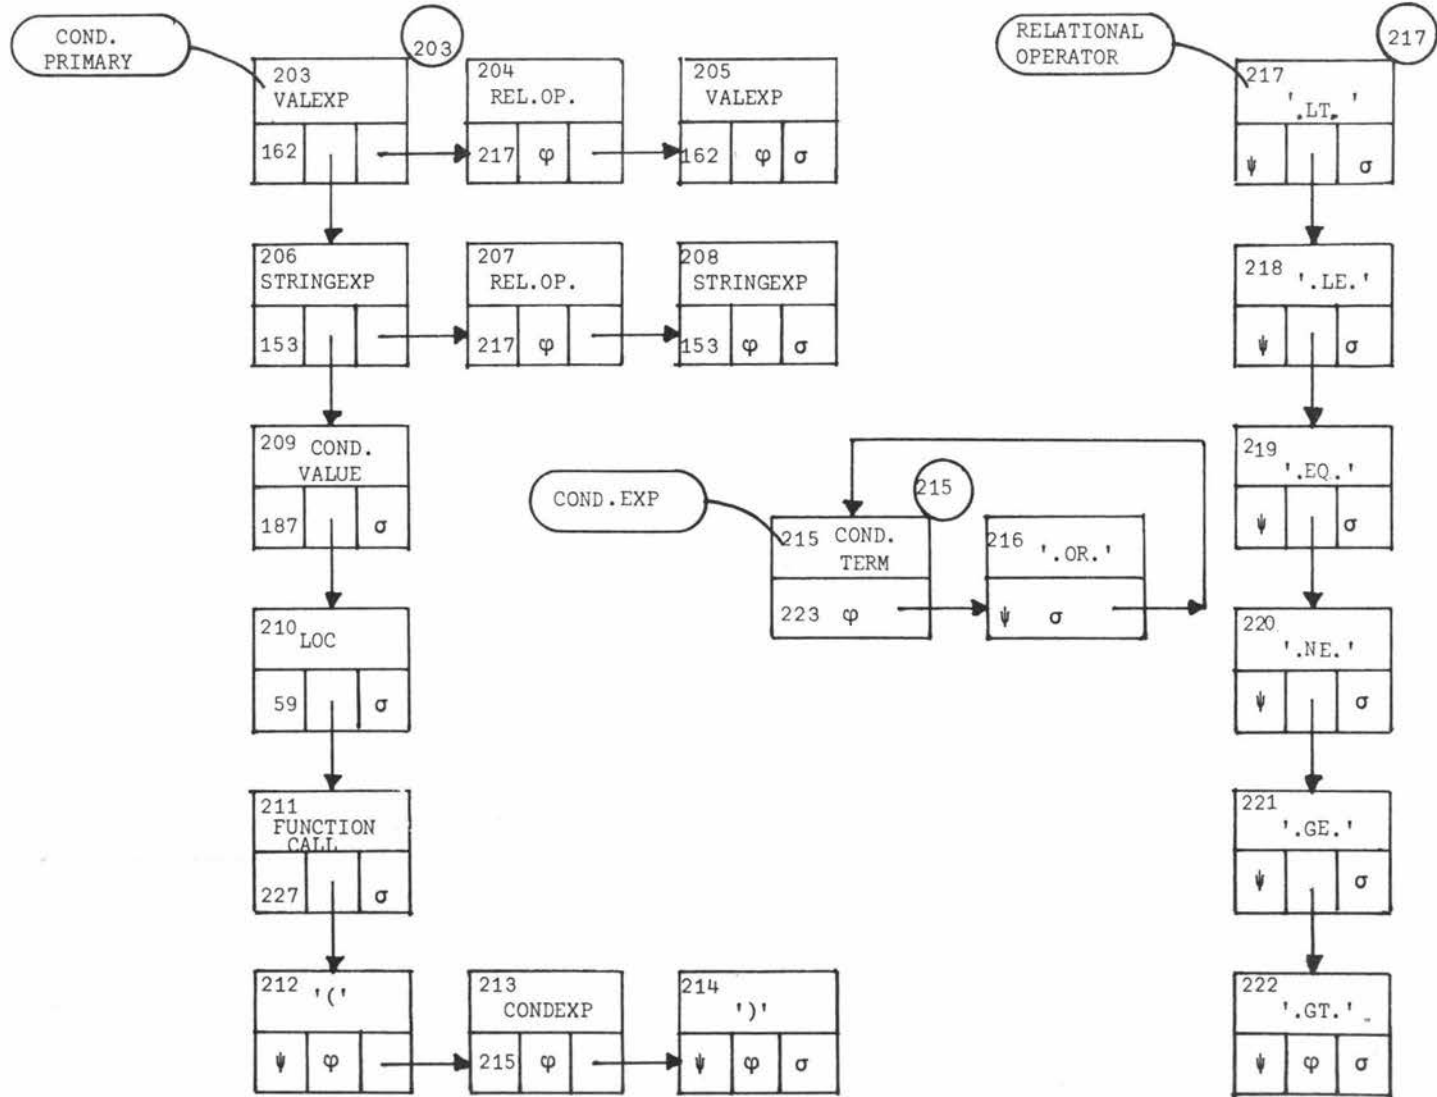 COND.
PRIMARY
203
203
VALEXP
162
204
REL.OP.
217 φ
205
VALEXP
162 φ σ
206
STRINGEXP
153
207
REL.OP.
217 φ
208
STRINGEXP
153 φ σ
209 COND.
VALUE
187 σ
210 LOC
59 σ
211
FUNCTION
CALL
227 σ
212 '('
ψ φ
213
CONDEXP
215 φ
214
')'
ψ φ σ
COND.EXP
215
215 COND.
TERM
223 φ
216 '.OR.'
ψ σ
RELATIONAL
OPERATOR
217
217
'.LT.'
ψ σ
218 '.LE.'
ψ σ
219
'.EQ.'
ψ σ
220
'.NE.'
ψ σ
221
'.GE.'
ψ σ
222
'.GT.'
ψ φ σ